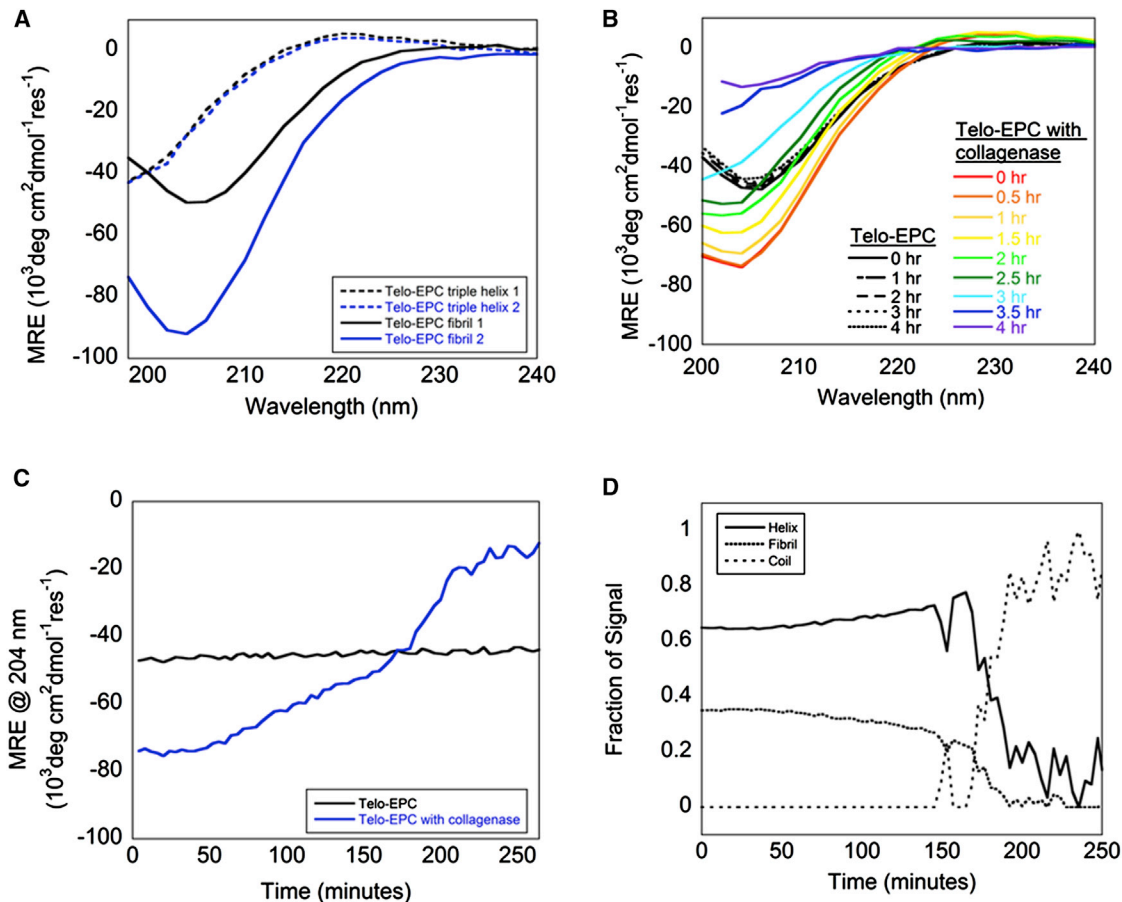 A
MRE (10³deg cm²dmol⁻¹res⁻¹)
0
-20
-40
-60
-80
-100
Telo-EPC triple helix 1
Telo-EPC triple helix 2
Telo-EPC fibril 1
Telo-EPC fibril 2
200 210 220 230 240
Wavelength (nm)
B
MRE (10³deg cm²dmol⁻¹res⁻¹)
0
-20
-40
-60
-80
-100
Telo-EPC
0 hr
1 hr
2 hr
3 hr
4 hr
Telo-EPC with
collagenase
0 hr
0.5 hr
1 hr
1.5 hr
2 hr
2.5 hr
3 hr
3.5 hr
4 hr
200 210 220 230 240
Wavelength (nm)
C
MRE @ 204 nm
(10³deg cm²dmol⁻¹res⁻¹)
0
-20
-40
-60
-80
-100
Telo-EPC
Telo-EPC with collagenase
0 50 100 150 200 250
Time (minutes)
D
Fraction of Signal
1
0.8
0.6
0.4
0.2
0
Helix
Fibril
Coil
0 50 100 150 200 250
Time (minutes)